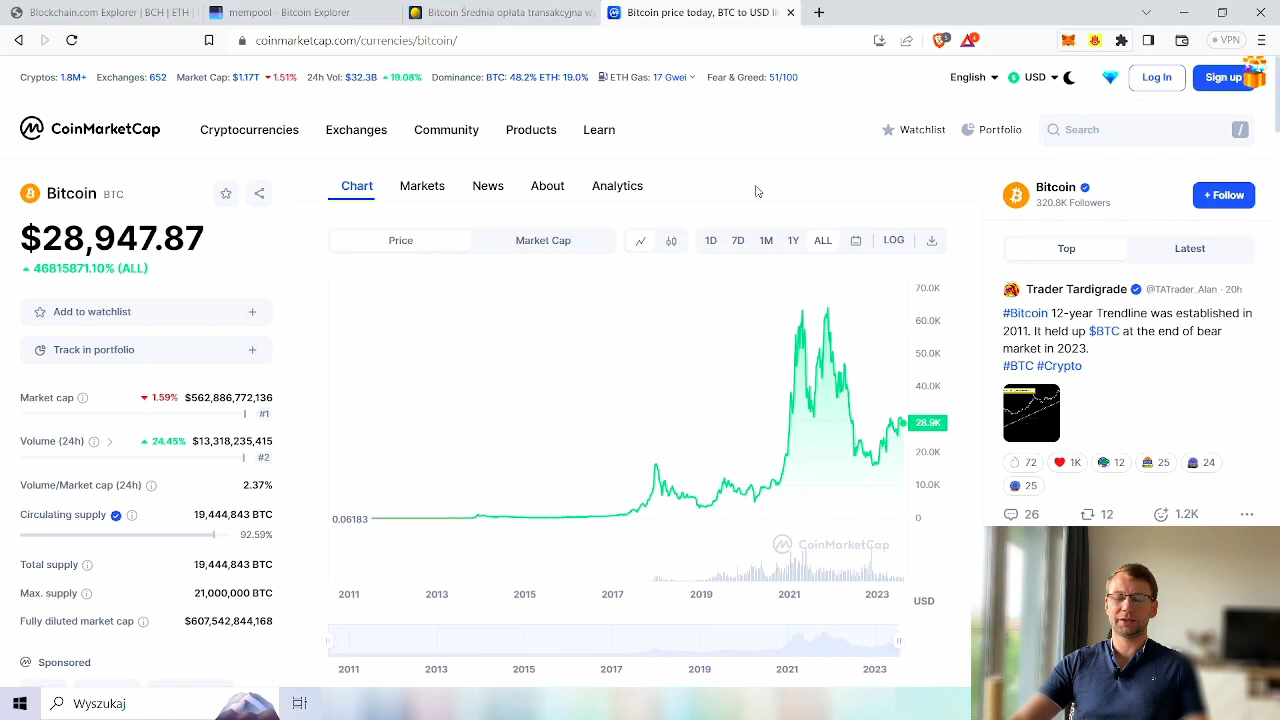 Blockchain Explorer | BCH | ETH |
mempool - Bitcoin Explorer
Bitcoin Średnia opłata transakcyjna wy
Bitcoin price today, BTC to USD li
coinmarketcap.com/currencies/bitcoin/
5
4
VPN
Cryptos: 1.8M+ Exchanges: 652 Market Cap: $1.17T 1.51% 24h Vol: $32.3B 19.08% Dominance: BTC: 48.2% ETH: 19.0% ETH Gas: 17 Gwei Fear & Greed: 51/100
English USD Log In Sign up
CoinMarketCap
Cryptocurrencies Exchanges Community Products Learn
Watchlist Portfolio Search /
Bitcoin BTC
$28,947.87
46815871.10% (ALL)
Add to watchlist +
Track in portfolio +
Market cap 1.59% $562,886,772,136
#1
Volume (24h) 24.45% $13,318,235,415
#2
Volume/Market cap (24h) 2.37%
Circulating supply 19,444,843 BTC
92.59%
Total supply 19,444,843 BTC
Max. supply 21,000,000 BTC
Fully diluted market cap $607,542,844,168
Sponsored
Chart Markets News About Analytics
Price Market Cap 1D 7D 1M 1Y ALL LOG
70.0K
60.0K
50.0K
40.0K
28.9K
20.0K
10.0K
0
0.06183
CoinMarketCap
2011 2013 2015 2017 2019 2021 2023
USD
2011 2013 2015 2017 2019 2021 2023
Bitcoin
320.8K Followers
+ Follow
Top Latest
Trader Tardigrade @TATrader_Alan · 20h
#Bitcoin 12-year Trendline was established in
2011. It held up $BTC at the end of bear
market in 2023.
#BTC #Crypto
72 1K 12 25 24
25
26 12 1.2K
Wyszukaj